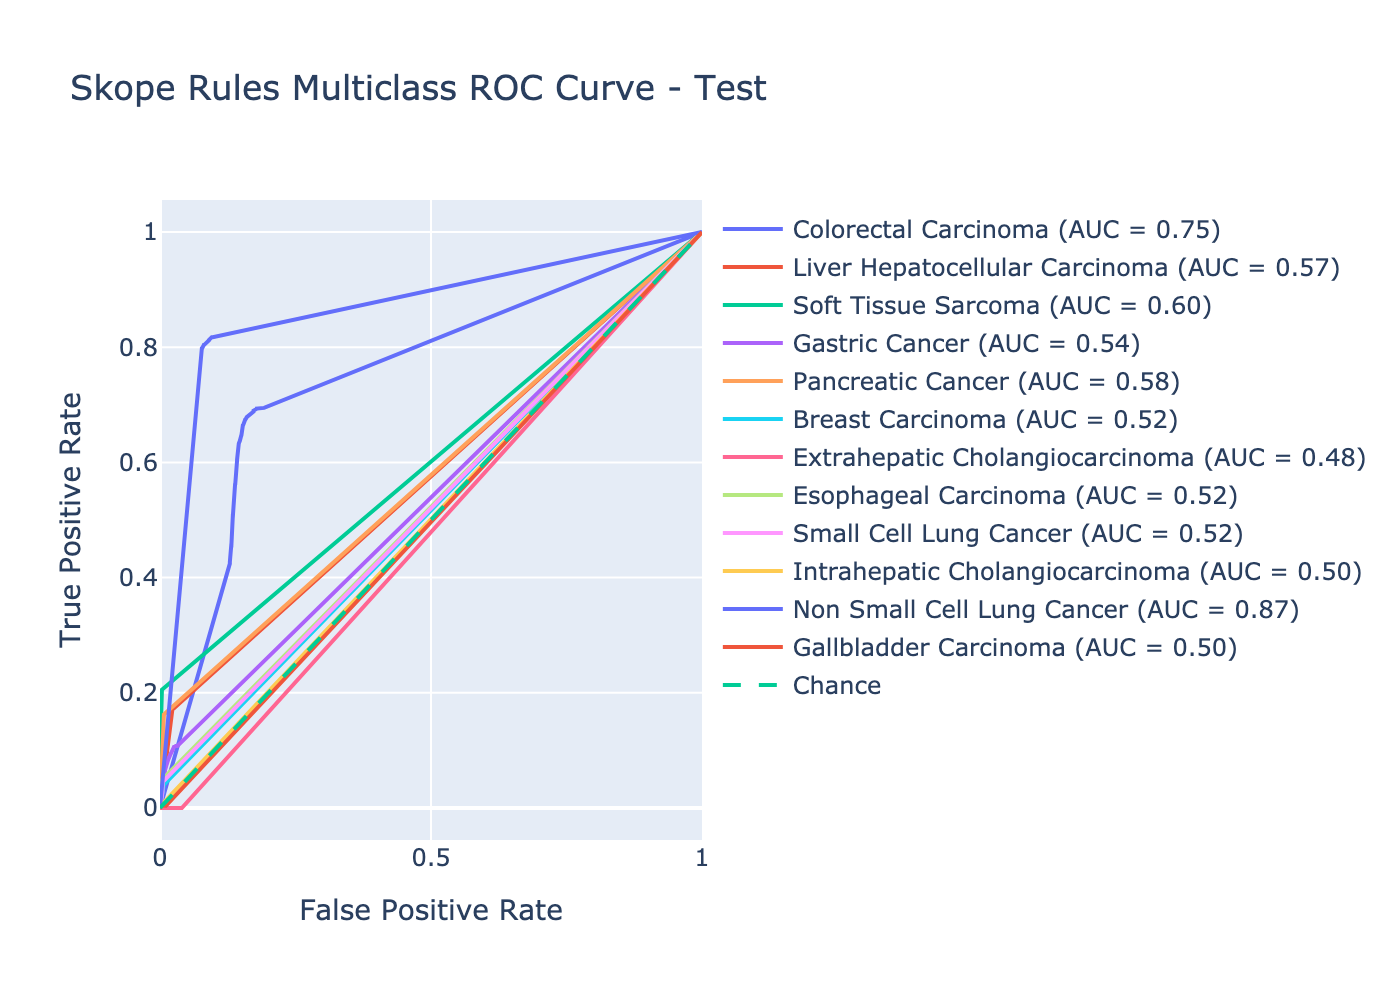 Skope Rules Multiclass ROC Curve - Test
True Positive Rate
1
0.8
0.6
0.4
0.2
0
0
0.5
1
False Positive Rate
Colorectal Carcinoma (AUC = 0.75)
Liver Hepatocellular Carcinoma (AUC = 0.57)
Soft Tissue Sarcoma (AUC = 0.60)
Gastric Cancer (AUC = 0.54)
Pancreatic Cancer (AUC = 0.58)
Breast Carcinoma (AUC = 0.52)
Extrahepatic Cholangiocarcinoma (AUC = 0.48)
Esophageal Carcinoma (AUC = 0.52)
Small Cell Lung Cancer (AUC = 0.52)
Intrahepatic Cholangiocarcinoma (AUC = 0.50)
Non Small Cell Lung Cancer (AUC = 0.87)
Gallbladder Carcinoma (AUC = 0.50)
Chance